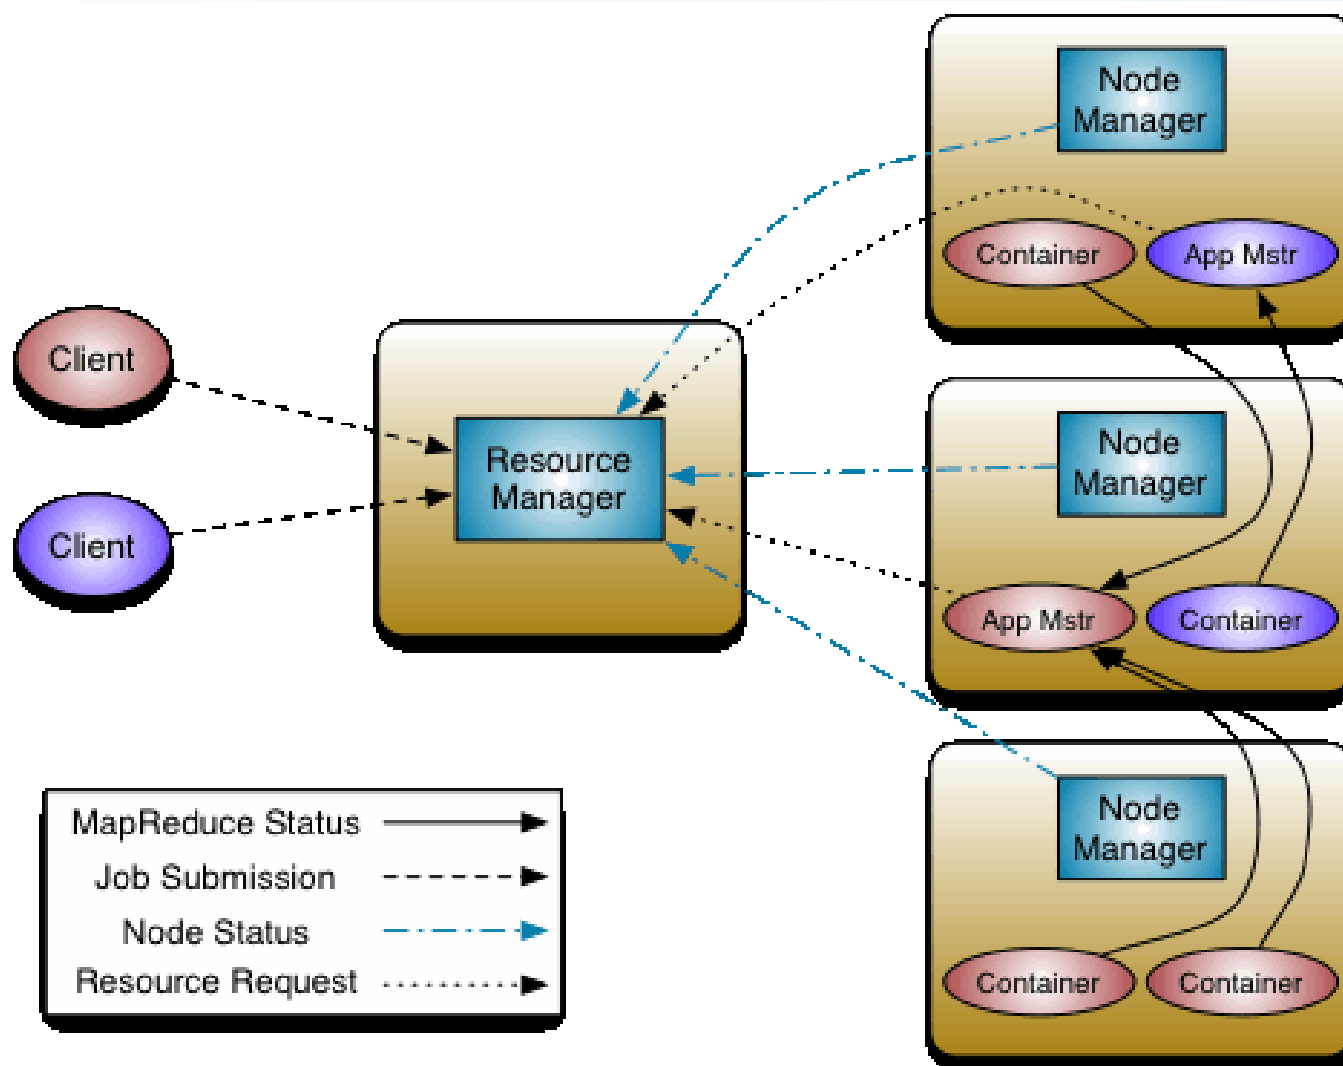 Node
Manager
Container
App Mstr
Client
Client
Resource
Manager
Node
Manager
App Mstr
Container
Node
Manager
Container
Container
MapReduce Status
Job Submission
Node Status
Resource Request